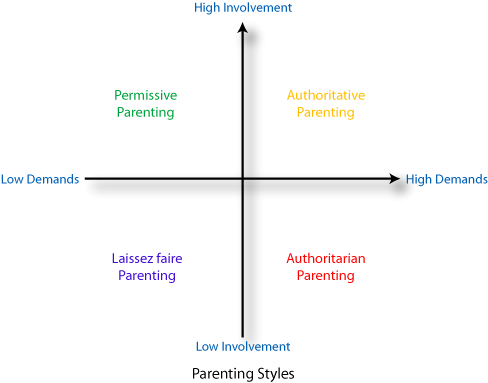 High Involvement
Permissive
Parenting
Authoritative
Parenting
Low Demands
High Demands
Laissez faire
Parenting
Authoritarian
Parenting
Low Involvement
Parenting Styles